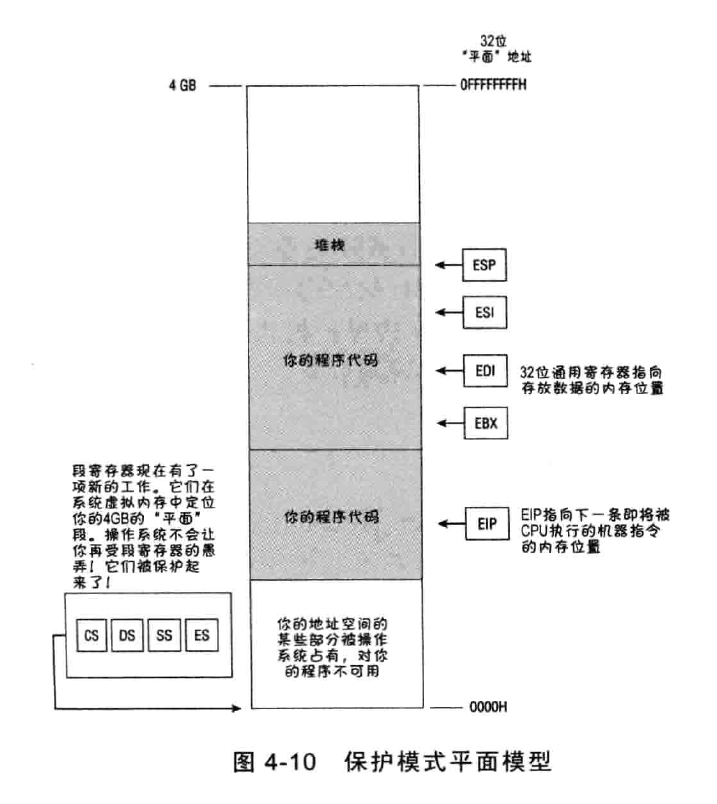 32位
“平面”地址
4 GB
0FFFFFFFFH
堆栈
ESP
ESI
你的程序代码
EDI
32位通用寄存器指向
存放数据的内存位置
EBX
段寄存器现在有了一
项新的工作。它们在
系统虚拟内存中定位
你的4GB的“平面”
段。操作系统不会让
你再受段寄存器的愚
弄！它们被保护起
来了！
你的程序代码
EIP
EIP指向下一条即将被
CPU执行的机器指令
的内存位置
CS DS SS ES
你的地址空间的
某些部分被操作
系统占有，对你
的程序不可用
0000H
图 4-10 保护模式平面模型